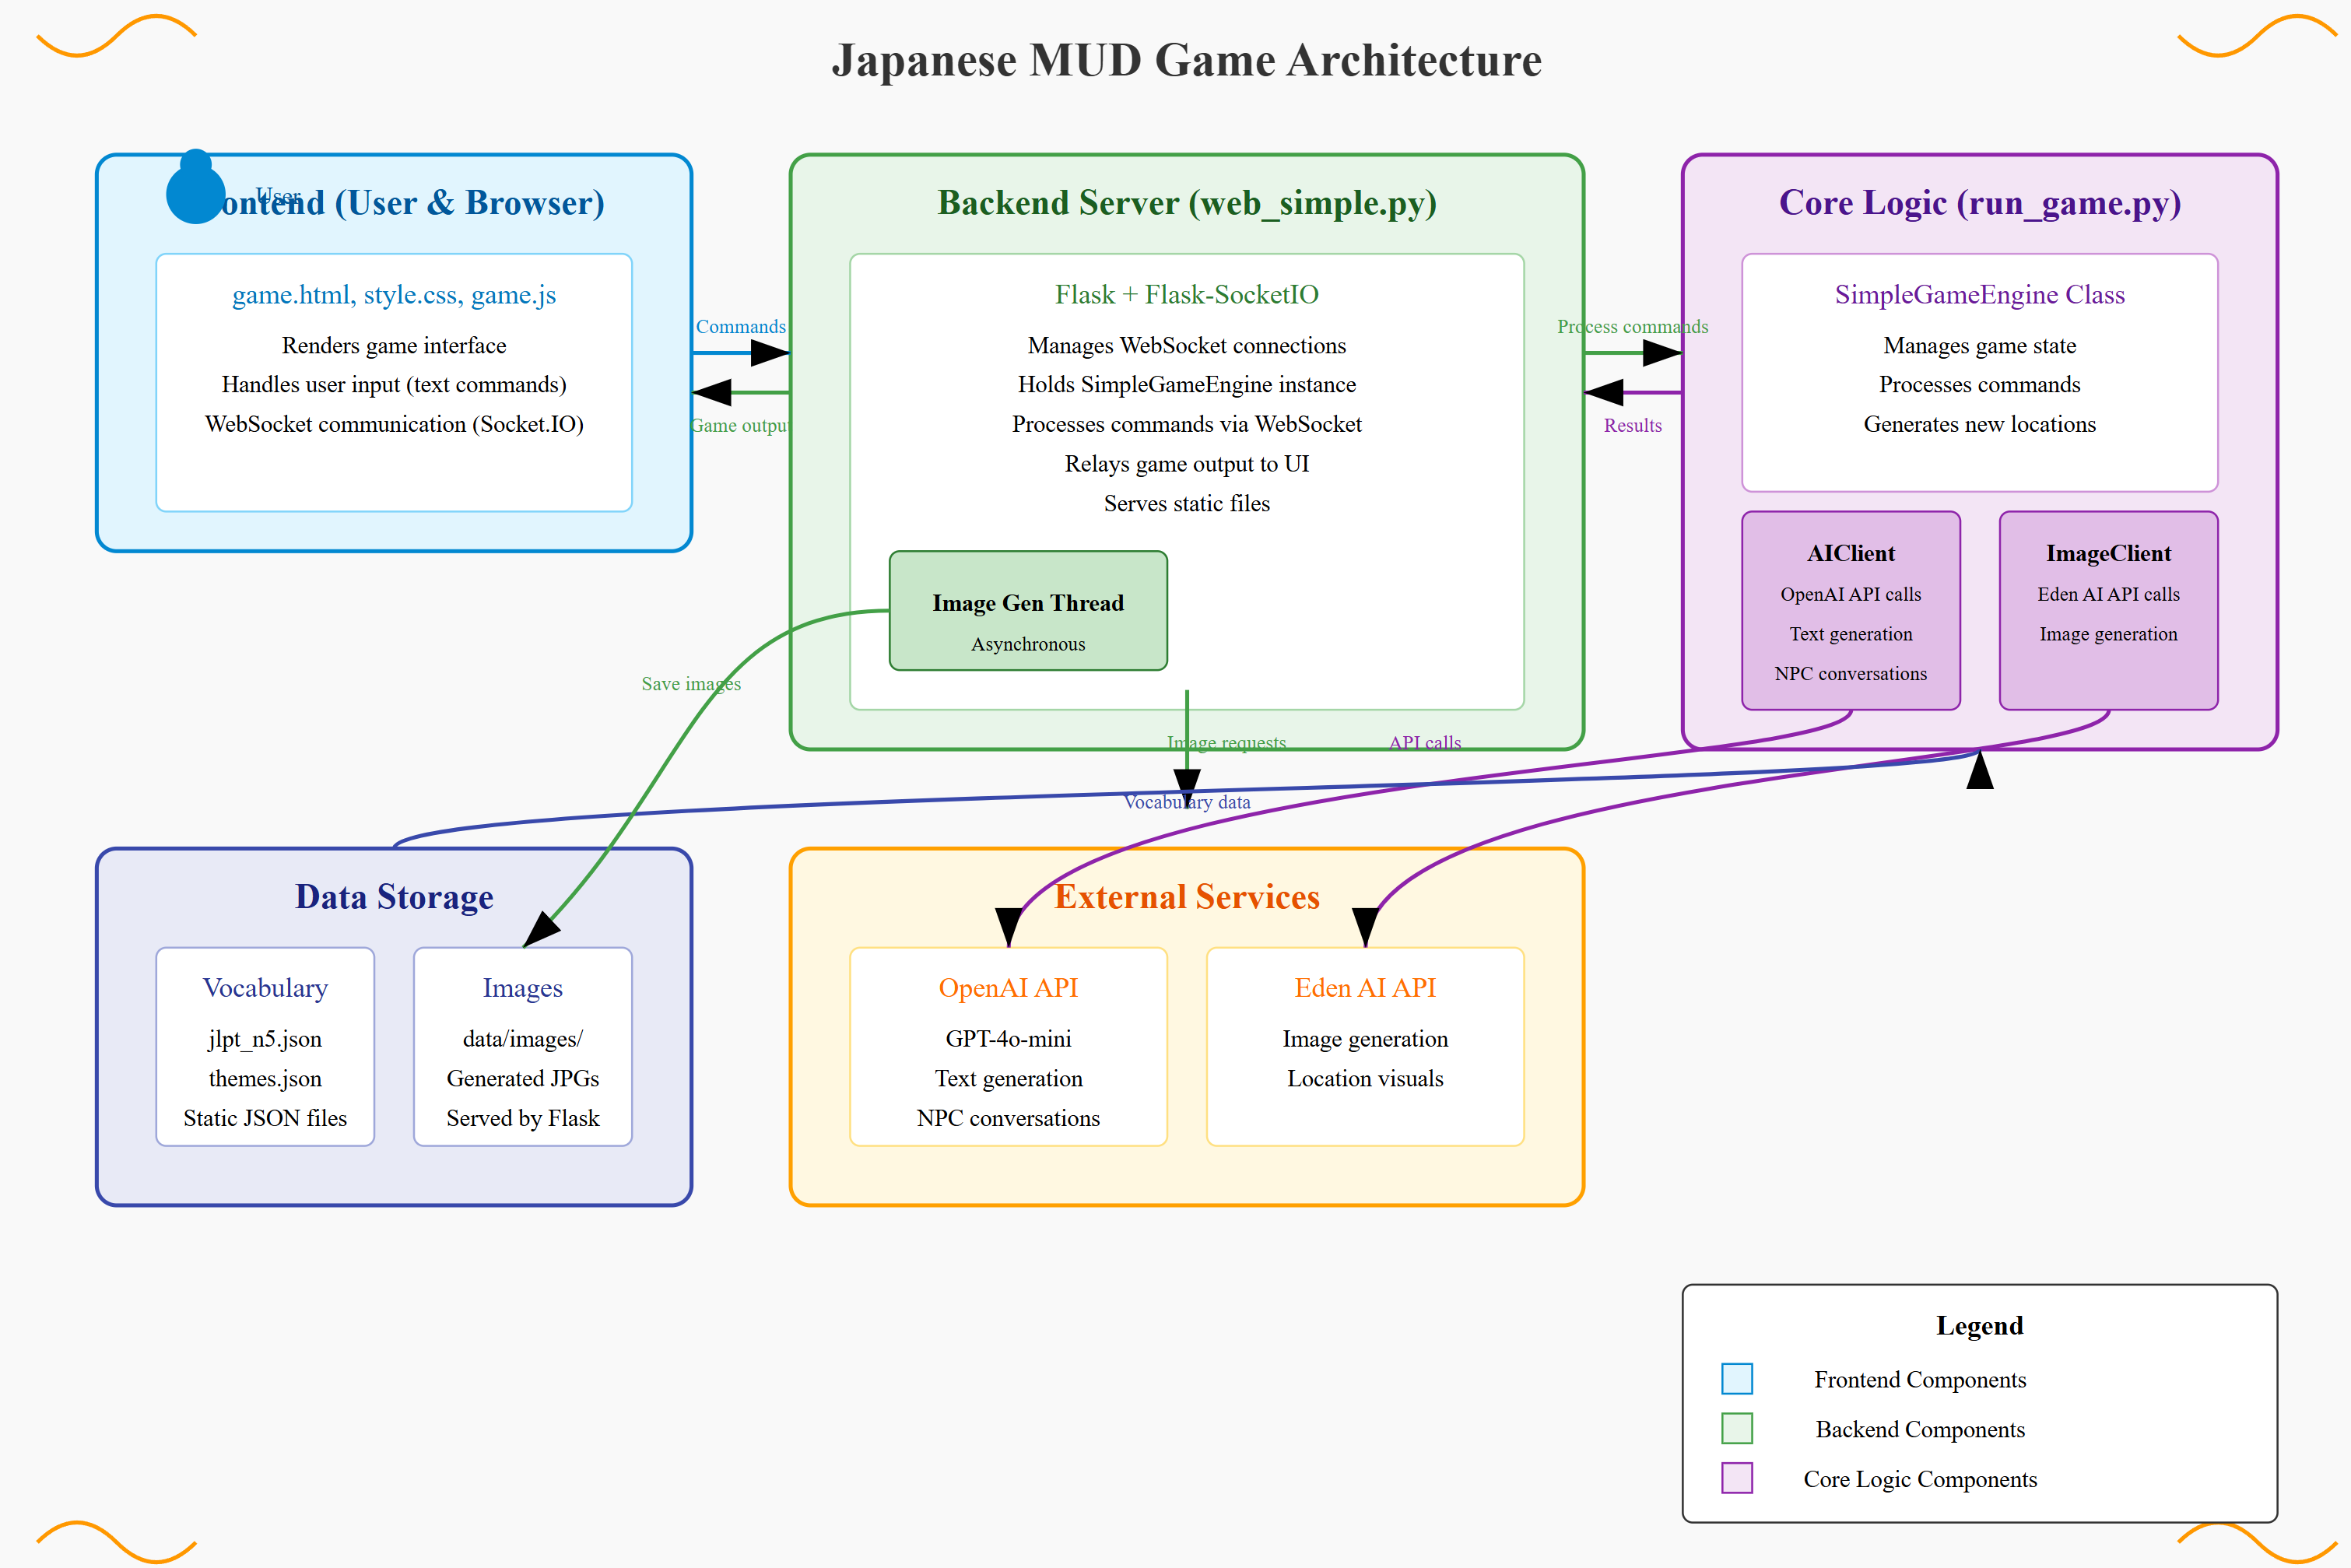 Japanese MUD Game Architecture
User
ontend (User & Browser)
game.html, style.css, game.js
Renders game interface
Handles user input (text commands)
WebSocket communication (Socket.IO)
Commands
Game output
Backend Server (web_simple.py)
Flask + Flask-SocketIO
Manages WebSocket connections
Holds SimpleGameEngine instance
Processes commands via WebSocket
Relays game output to UI
Serves static files
Image Gen Thread
Asynchronous
Process commands
Results
Core Logic (run_game.py)
SimpleGameEngine Class
Manages game state
Processes commands
Generates new locations
AIClient
OpenAI API calls
Text generation
NPC conversations
ImageClient
Eden AI API calls
Image generation
Save images
Image requests
API calls
Vocabulary data
Data Storage
Vocabulary
jlpt_n5.json
themes.json
Static JSON files
Images
data/images/
Generated JPGs
Served by Flask
External Services
OpenAI API
GPT-4o-mini
Text generation
NPC conversations
Eden AI API
Image generation
Location visuals
Legend
Frontend Components
Backend Components
Core Logic Components